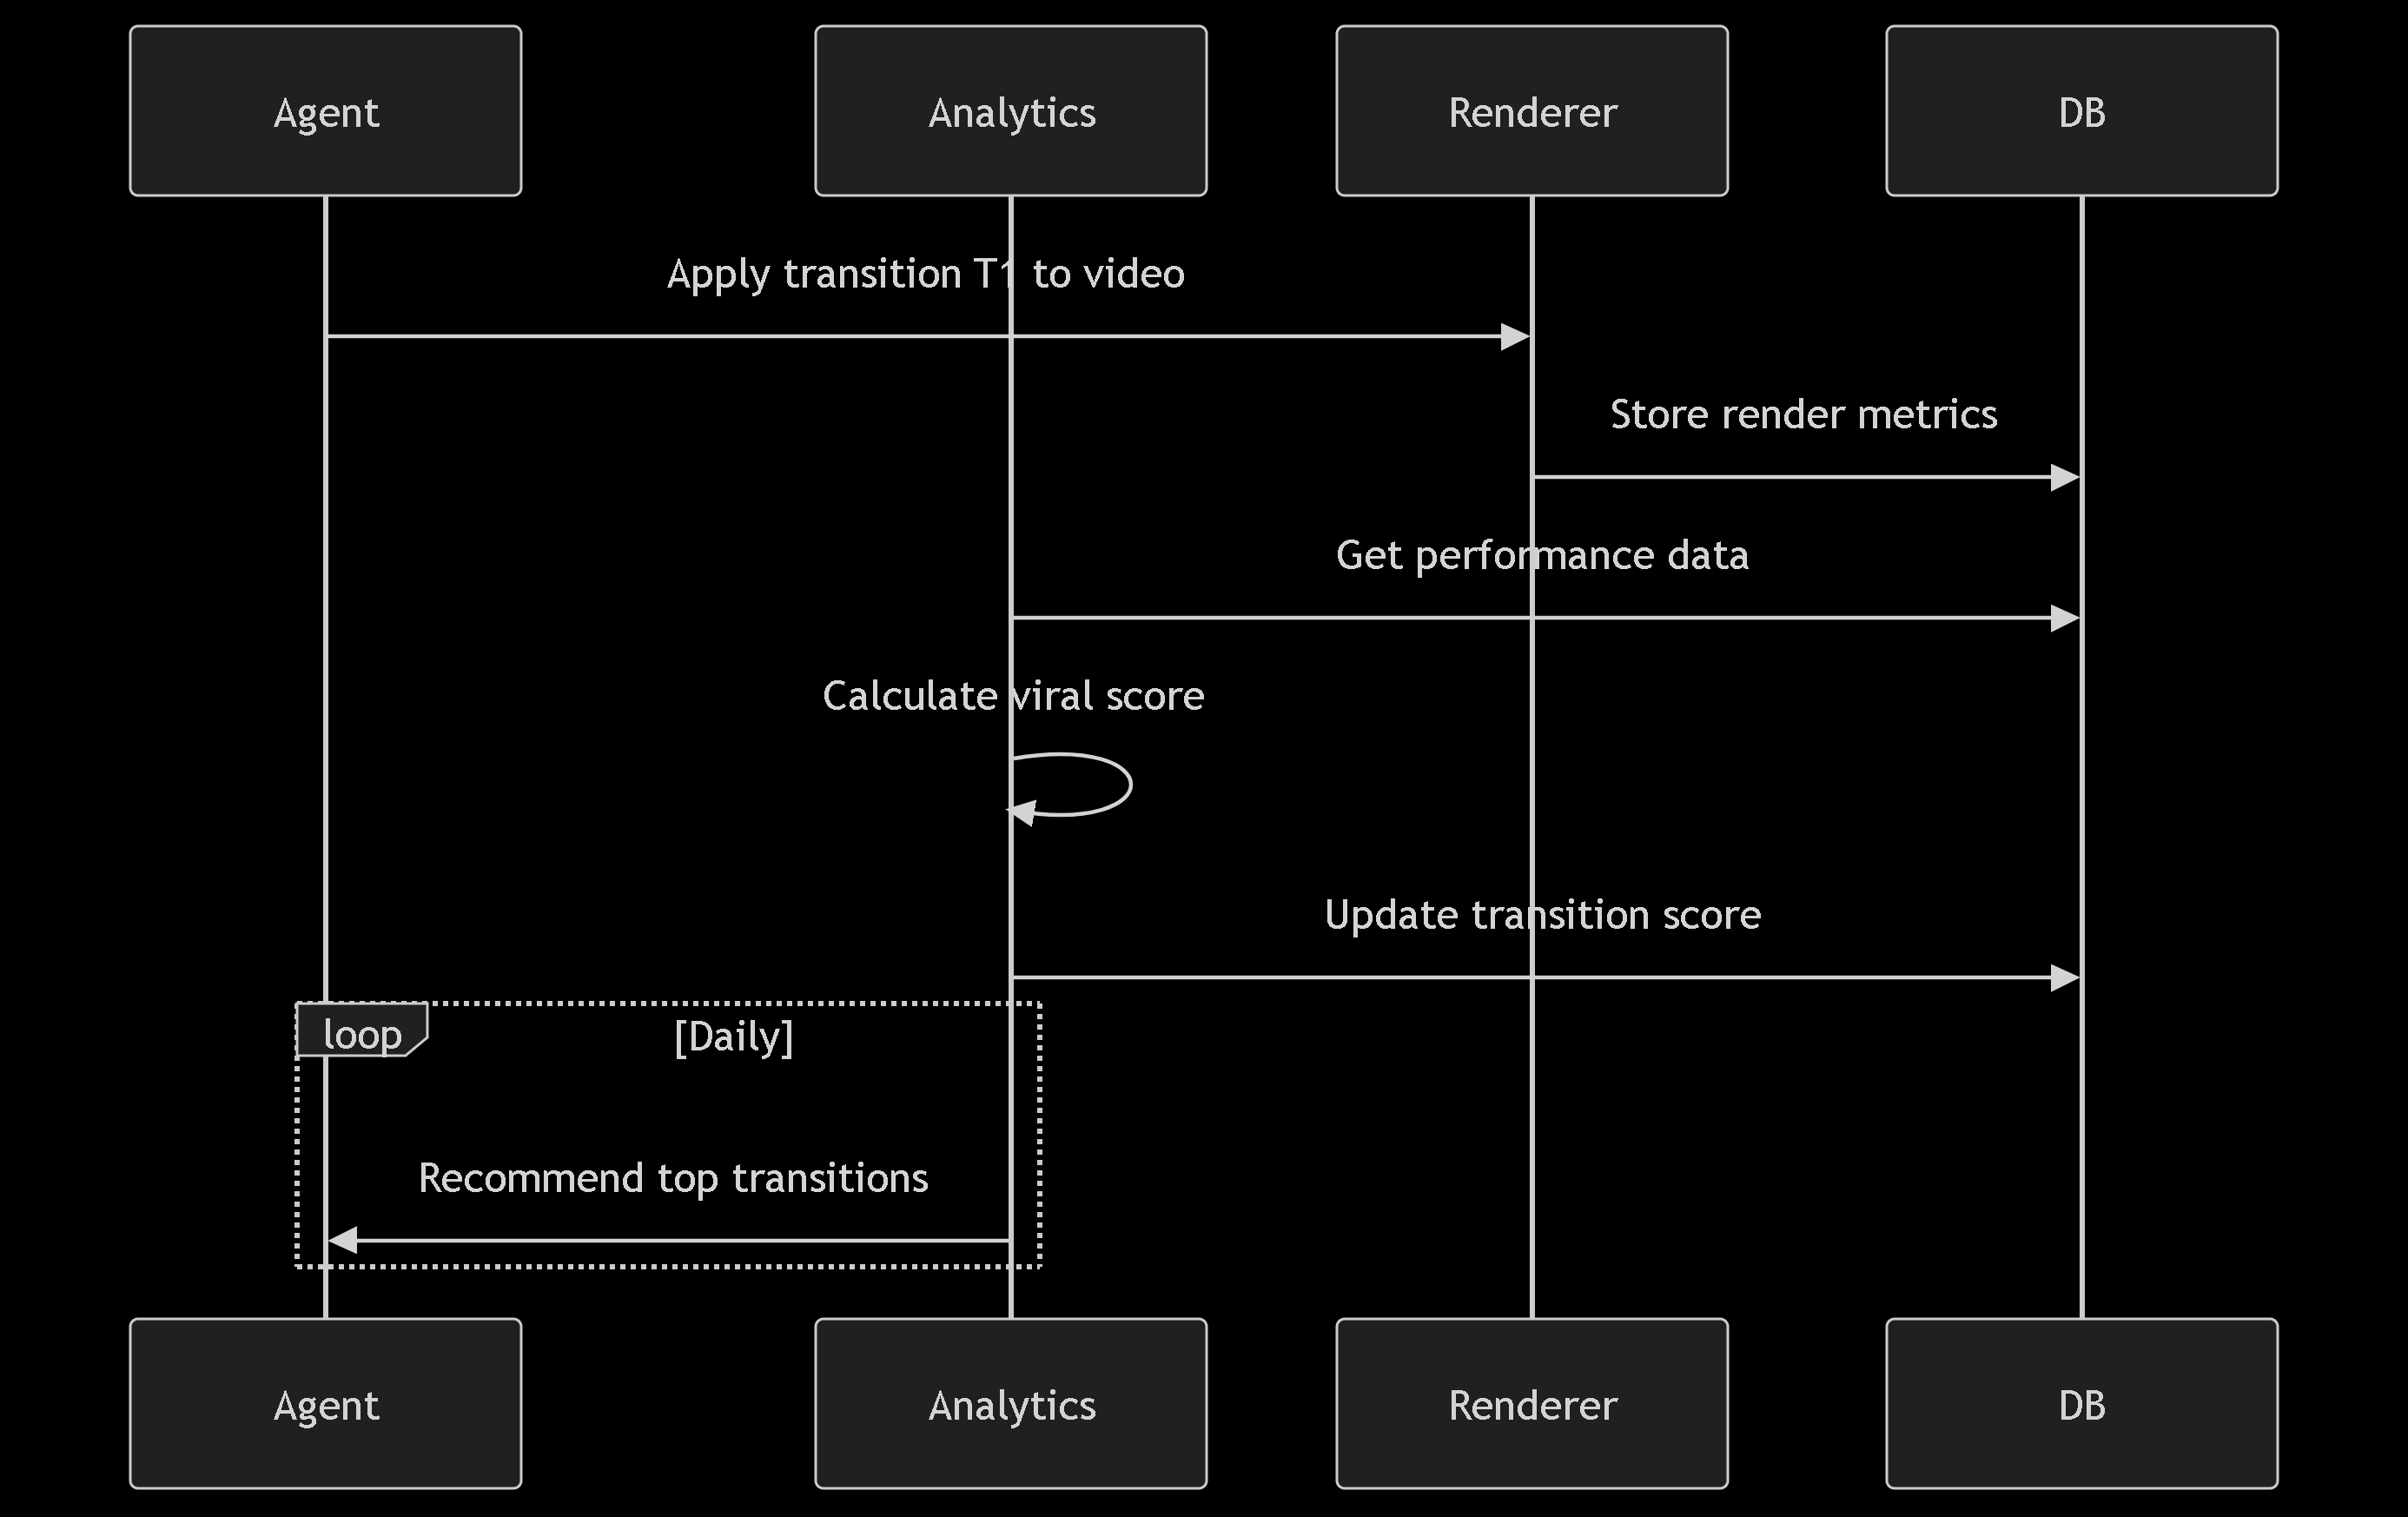 Agent
Analytics
Renderer
DB
Apply transition T1 to video
Store render metrics
Get performance data
Calculate viral score
Update transition score
loop
[Daily]
Recommend top transitions
Agent
Analytics
Renderer
DB